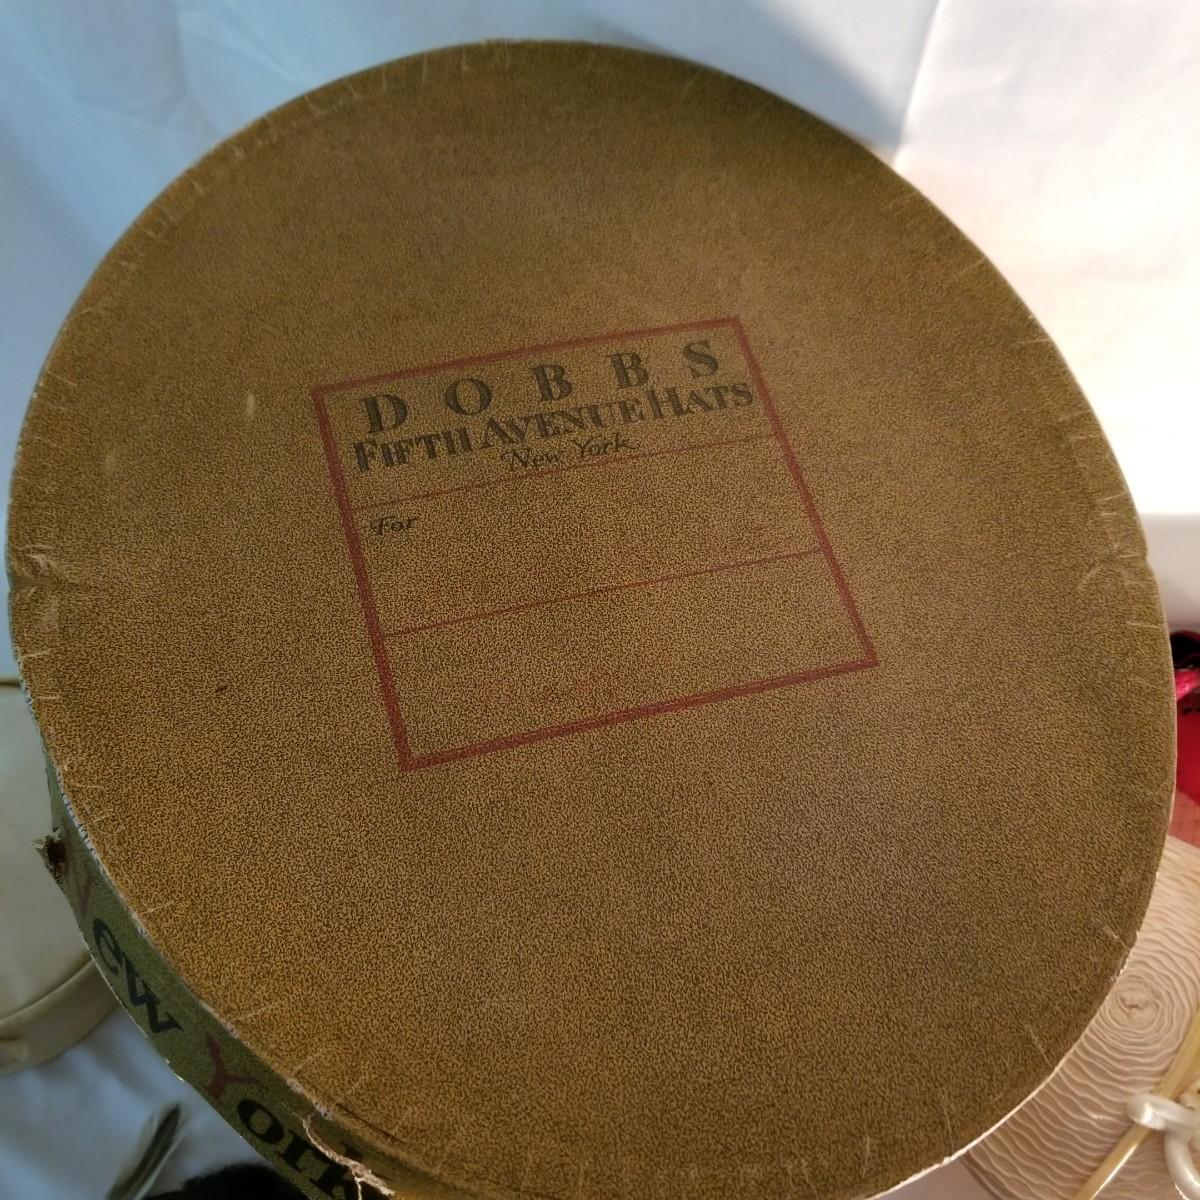 DOBBS
FIFTH AVENUE HATS
New York
For
New York